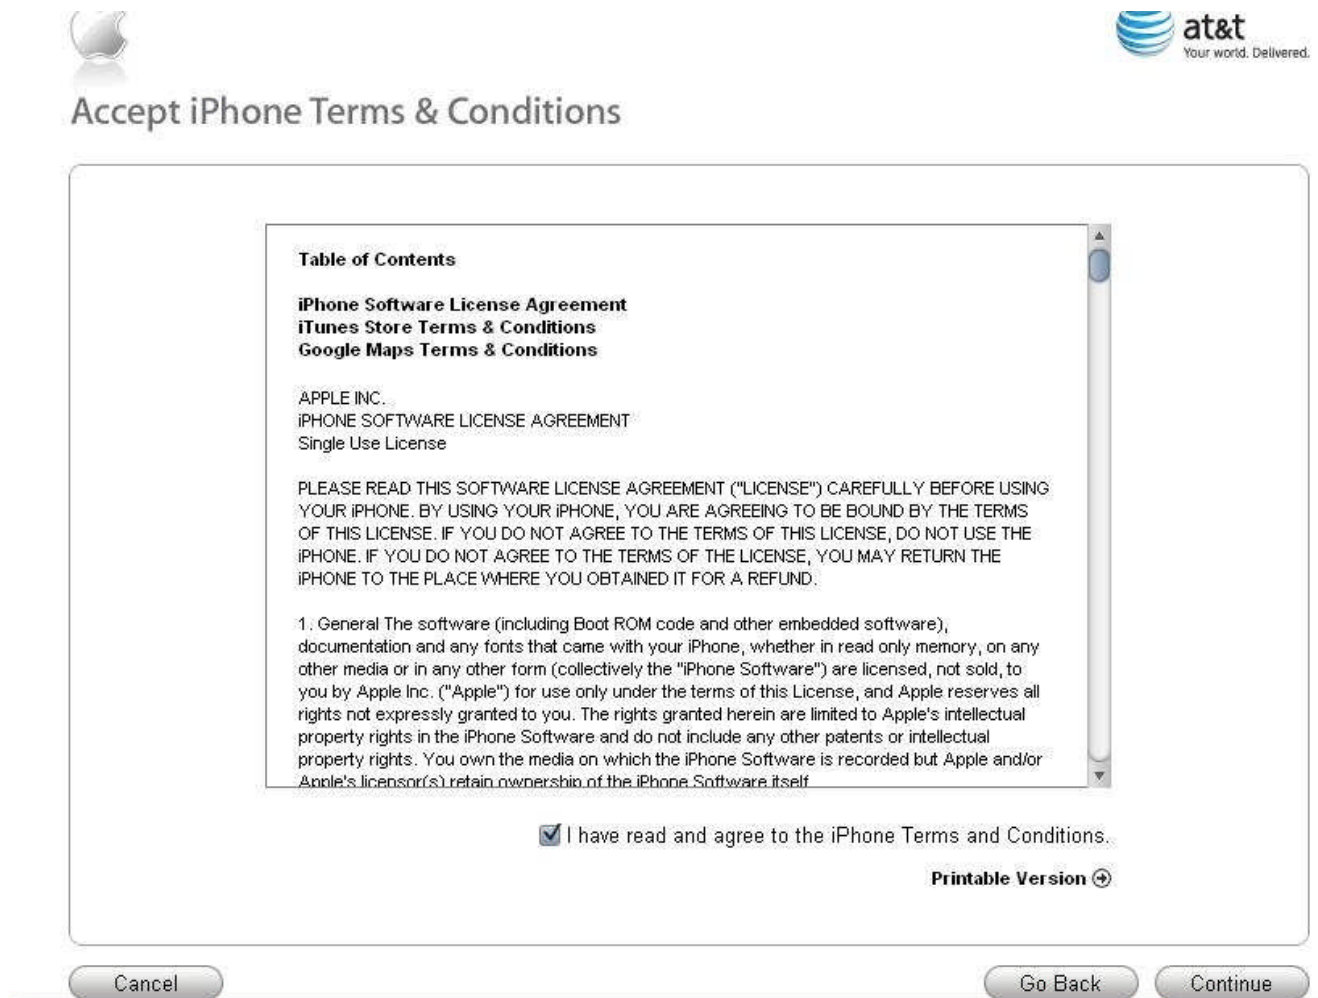 at&t
Your world. Delivered.
Accept iPhone Terms & Conditions
Table of Contents
iPhone Software License Agreement
iTunes Store Terms & Conditions
Google Maps Terms & Conditions
APPLE INC.
iPHONE SOFTWARE LICENSE AGREEMENT
Single Use License
PLEASE READ THIS SOFTWARE LICENSE AGREEMENT ("LICENSE") CAREFULLY BEFORE USING
YOUR iPHONE. BY USING YOUR iPHONE, YOU ARE AGREEING TO BE BOUND BY THE TERMS
OF THIS LICENSE. IF YOU DO NOT AGREE TO THE TERMS OF THIS LICENSE, DO NOT USE THE
iPHONE. IF YOU DO NOT AGREE TO THE TERMS OF THE LICENSE, YOU MAY RETURN THE
iPHONE TO THE PLACE WHERE YOU OBTAINED IT FOR A REFUND.
1. General The software (including Boot ROM code and other embedded software),
documentation and any fonts that came with your iPhone, whether in read only memory, on any
other media or in any other form (collectively the "iPhone Software") are licensed, not sold, to
you by Apple Inc. ("Apple") for use only under the terms of this License, and Apple reserves all
rights not expressly granted to you. The rights granted herein are limited to Apple's intellectual
property rights in the iPhone Software and do not include any other patents or intellectual
property rights. You own the media on which the iPhone Software is recorded but Apple and/or
Apple's licensor(s) retain ownership of the iPhone Software itself
I have read and agree to the iPhone Terms and Conditions.
Printable Version
Cancel
Go Back
Continue